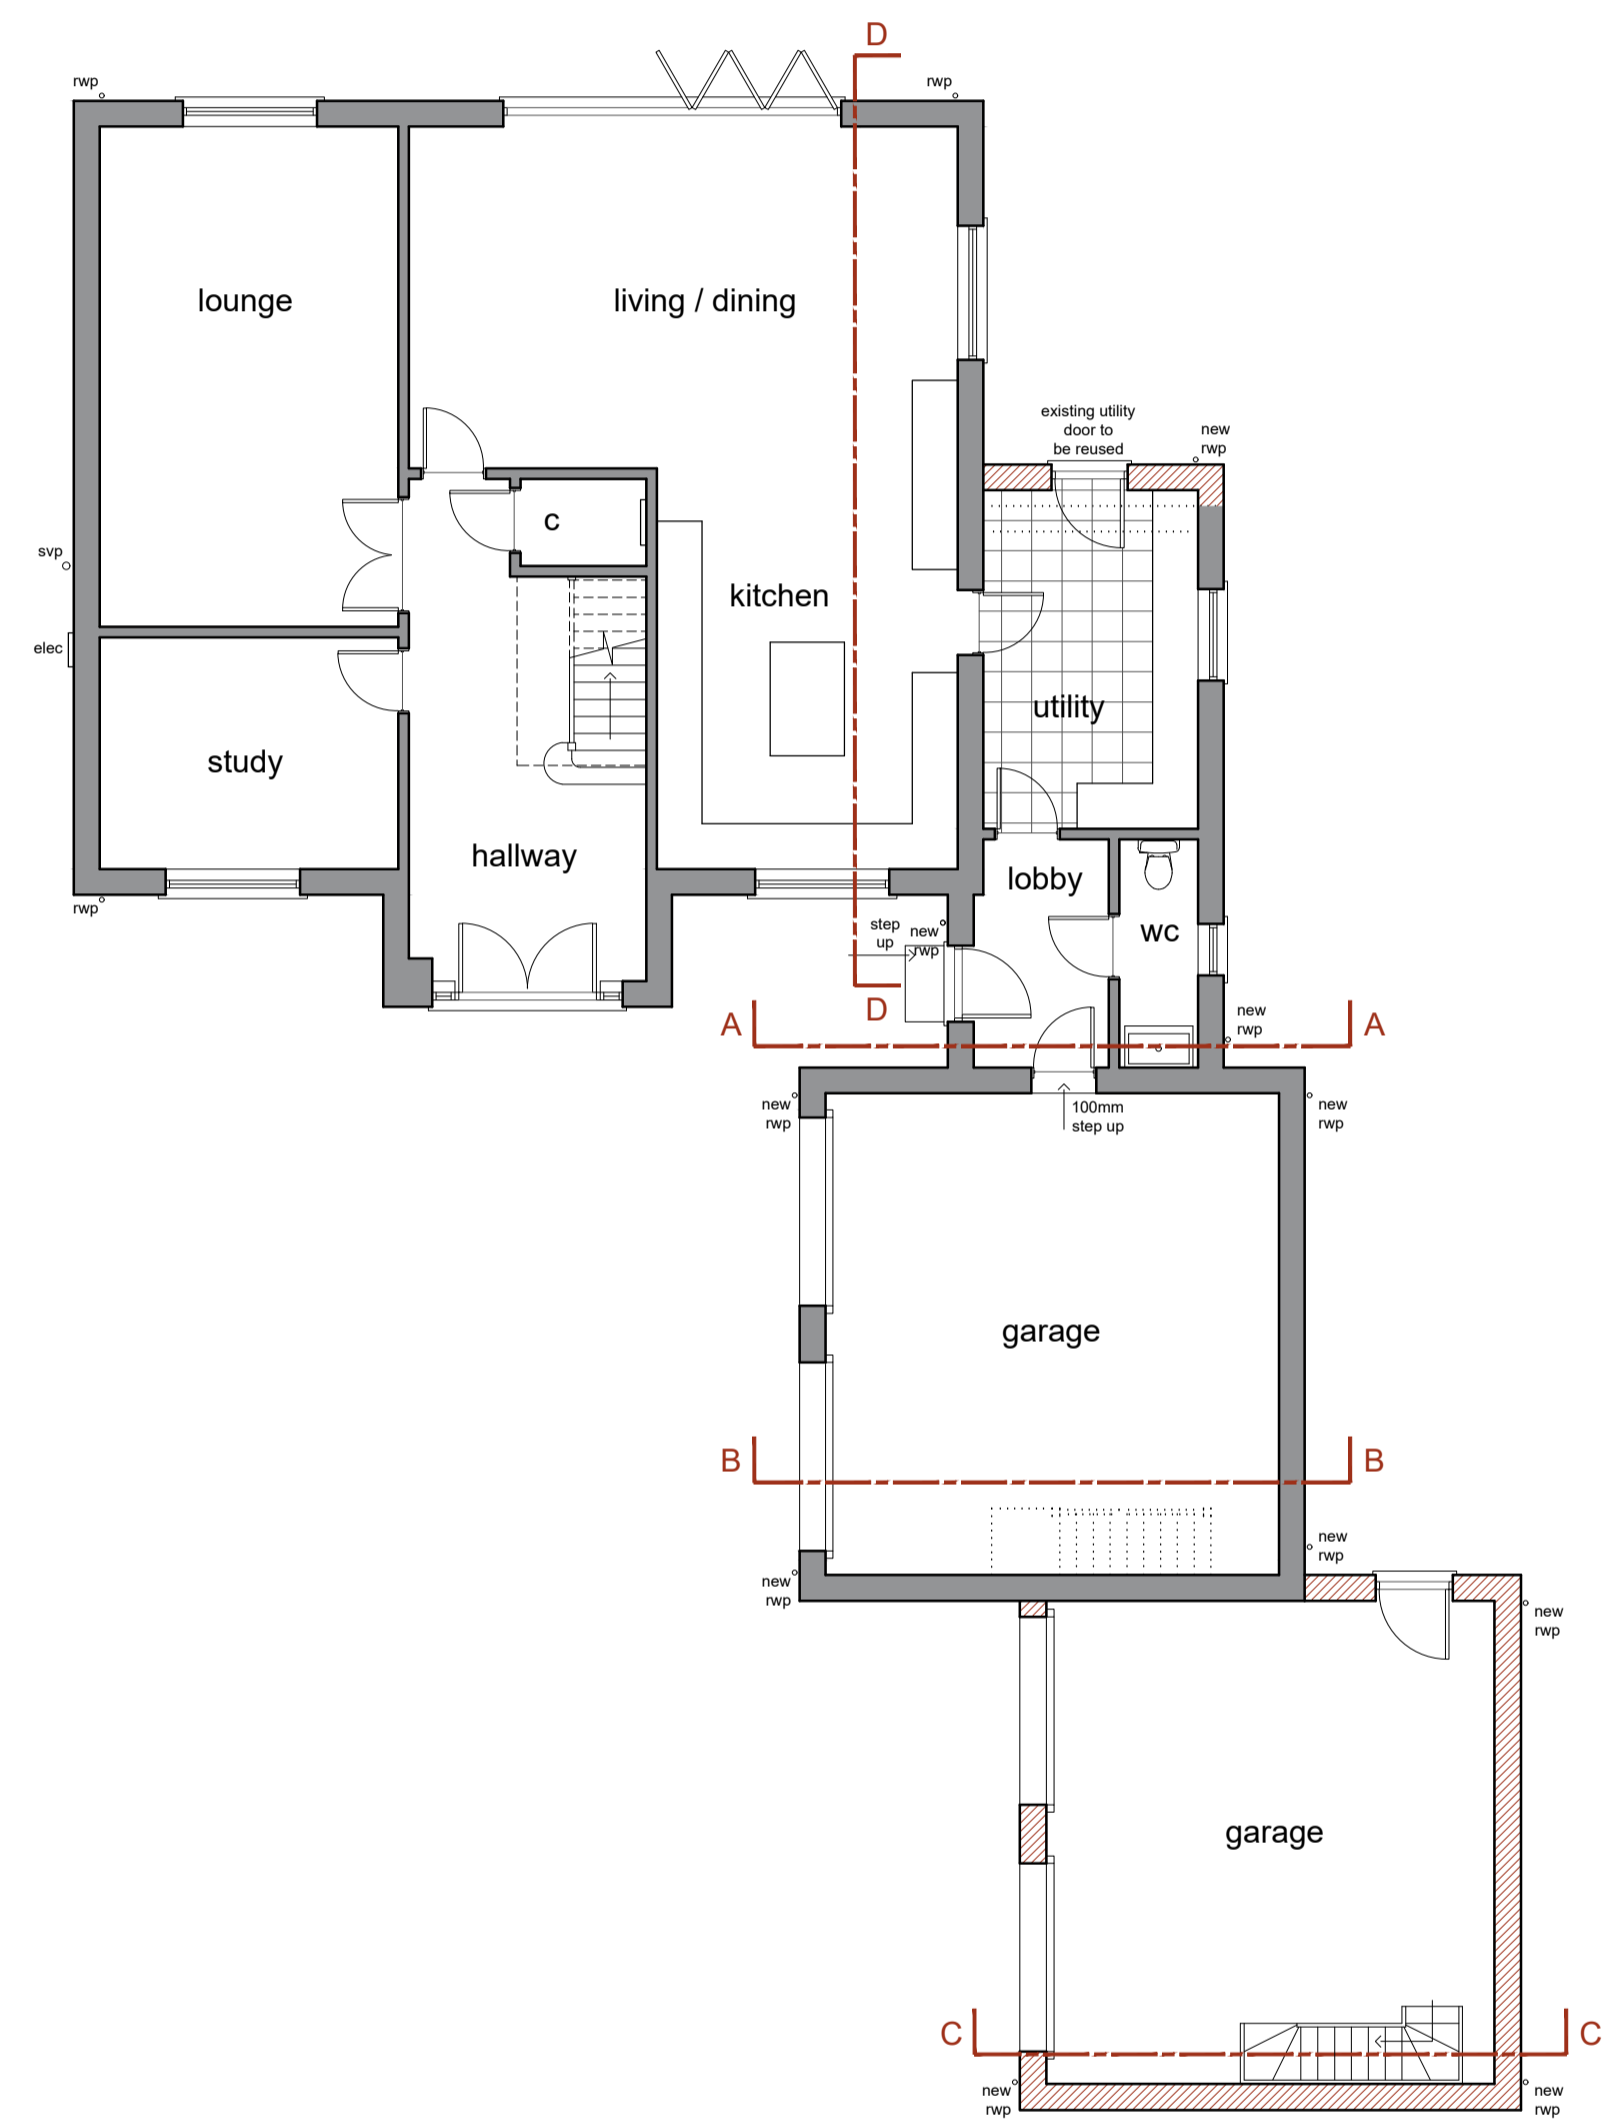 D
rwp
rwp
lounge
living / dining
existing utility
door to
be reused
new
rwp
c
svp
kitchen
elec
utility
study
hallway
lobby
rwp
step
up
new
rwp
wc
D
A
A
new
rwp
new
rwp
100mm
step up
new
rwp
garage
B
B
new
rwp
new
rwp
new
rwp
garage
C
C
new
rwp
new
rwp